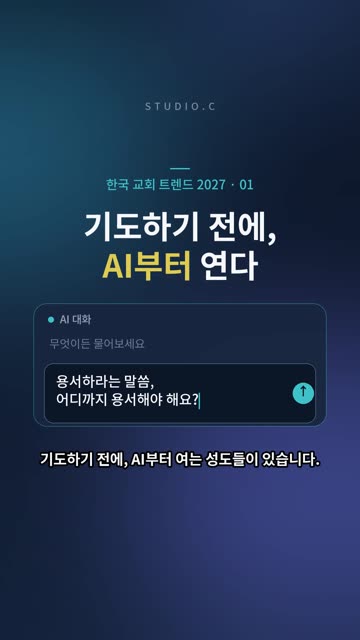 STUDIO.C
한국 교회 트렌드 2027 · 01
기도하기 전에,
AI부터 연다
AI 대화
무엇이든 물어보세요
용서하라는 말씀,
어디까지 용서해야 해요?
↑
기도하기 전에, AI부터 여는 성도들이 있습니다.